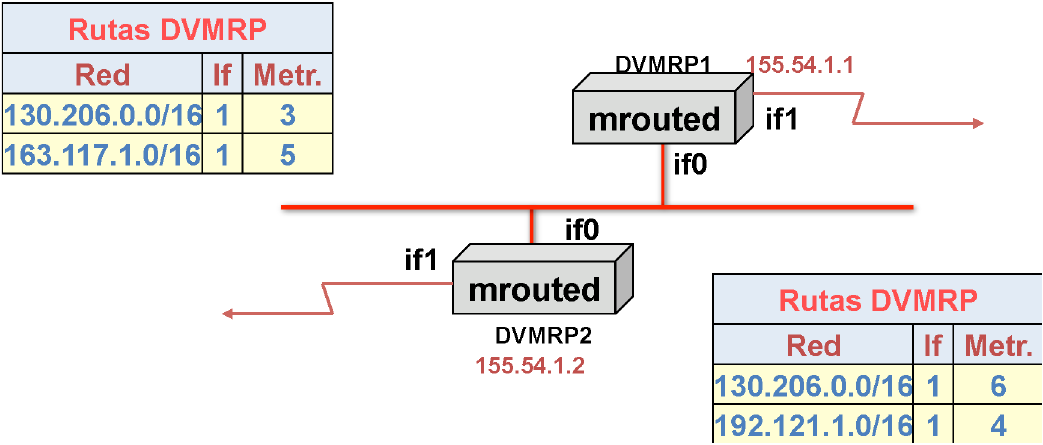 Rutas DVMRP
Red If Metr.
130.206.0.0/16 1 3
163.117.1.0/16 1 5
DVMRP1 155.54.1.1
mrouted if1
if0
if0
if1
mrouted
DVMRP2
155.54.1.2
Rutas DVMRP
Red If Metr.
130.206.0.0/16 1 6
192.121.1.0/16 1 4